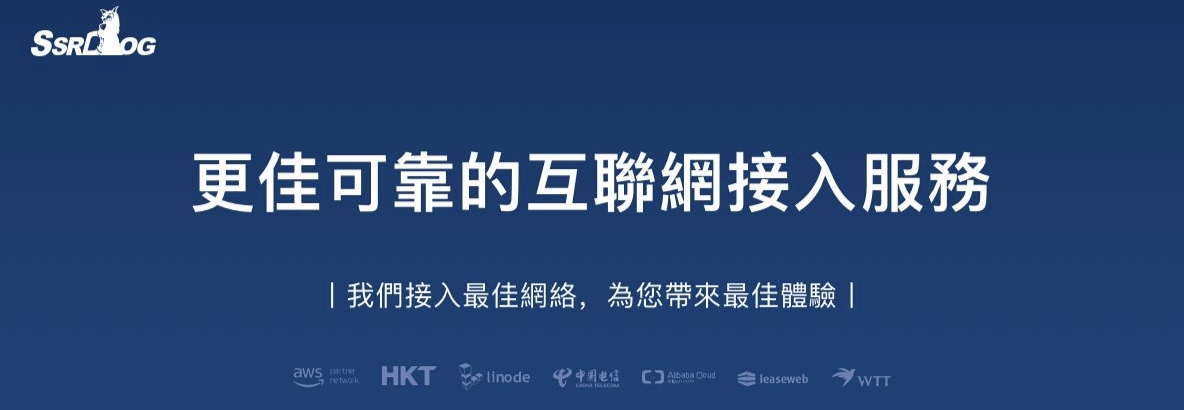 SSRDOG
更佳可靠的互聯網接入服務
丨我們接入最佳網絡，為您帶來最佳體驗丨
aws partner network HKT linode 中国电信 CHINA TELECOM Alibaba Cloud leaseweb WTT